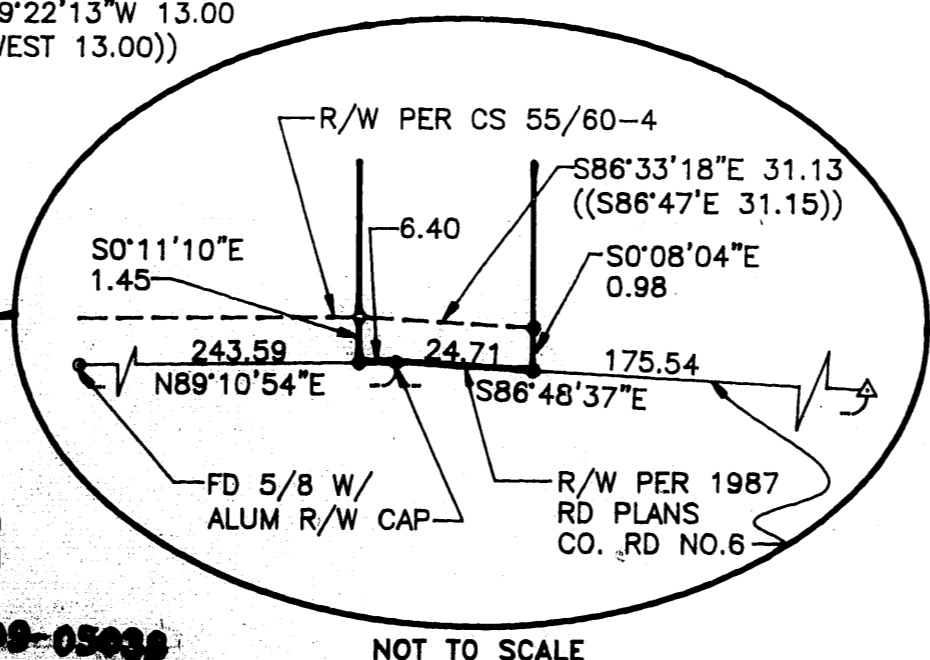 9°22'13"W 13.00
WEST 13.00))
R/W PER CS 55/60-4
S86°33'18"E 31.13
((S86°47'E 31.15))
6.40
S0°11'10"E
1.45
S0°08'04"E
0.98
243.59
24.71
175.54
N89°10'54"E
S86°48'37"E
FD 5/8 W/
ALUM R/W CAP
R/W PER 1987
RD PLANS
CO. RD NO.6
NOT TO SCALE